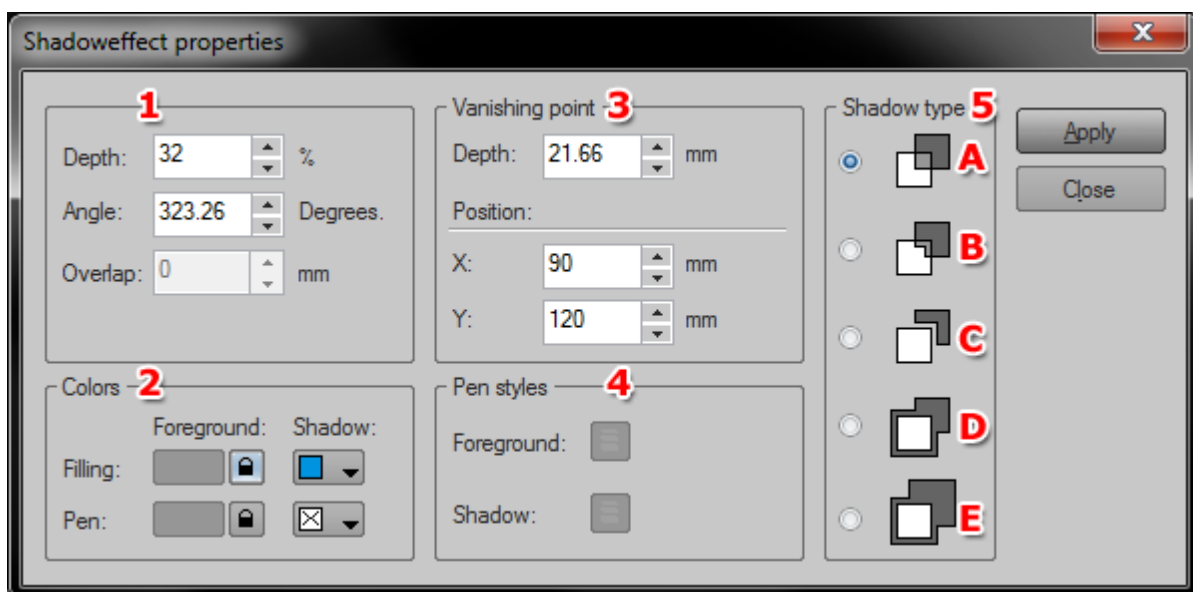 Shadoweffect properties
1
Depth: 32 %
Angle: 323.26 Degrees.
Overlap: 0 mm
Vanishing point 3
Depth: 21.66 mm
Position:
X: 90 mm
Y: 120 mm
Colors 2
Foreground: Shadow:
Filling:
Pen:
Pen styles 4
Foreground:
Shadow:
Shadow type 5
A
B
C
D
E
Apply
Close